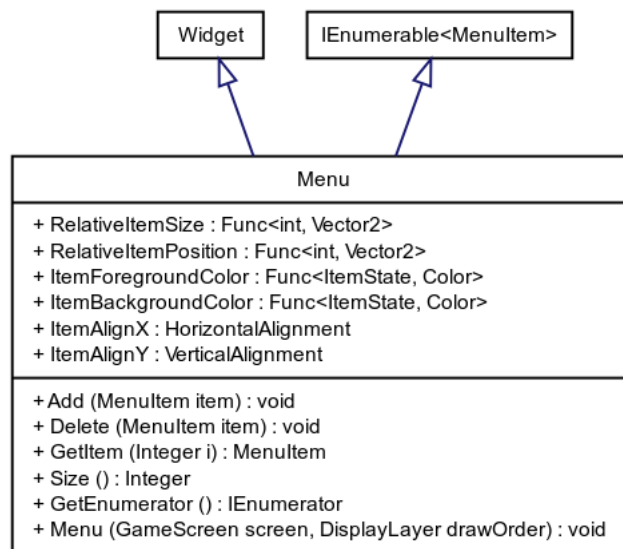 Widget
IEnumerable<MenuItem>
Menu
+ RelativeItemSize : Func<int, Vector2>
+ RelativeItemPosition : Func<int, Vector2>
+ ItemForegroundColor : Func<ItemState, Color>
+ ItemBackgroundColor : Func<ItemState, Color>
+ ItemAlignX : HorizontalAlignment
+ ItemAlignY : VerticalAlignment
+ Add (MenuItem item) : void
+ Delete (MenuItem item) : void
+ GetItem (Integer i) : MenuItem
+ Size () : Integer
+ GetEnumerator () : IEnumerator
+ Menu (GameScreen screen, DisplayLayer drawOrder) : void